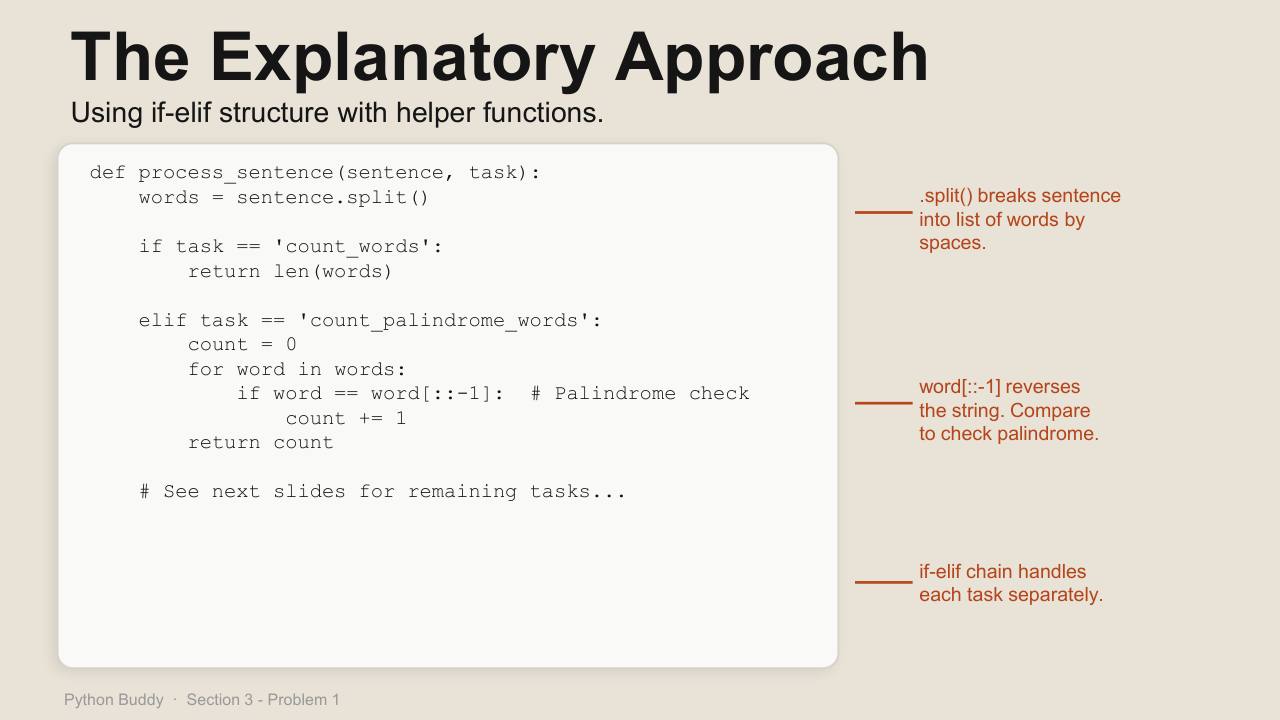 The Explanatory Approach
Using if-elif structure with helper functions.
def process_sentence(sentence, task):
    words = sentence.split()
    if task == 'count_words':
        return len(words)
    elif task == 'count_palindrome_words':
        count = 0
        for word in words:
            if word == word[::-1]:  # Palindrome check
                count += 1
        return count
    # See next slides for remaining tasks...
.split() breaks sentence
into list of words by
spaces.
word[::-1] reverses
the string. Compare
to check palindrome.
if-elif chain handles
each task separately.
Python Buddy · Section 3 - Problem 1